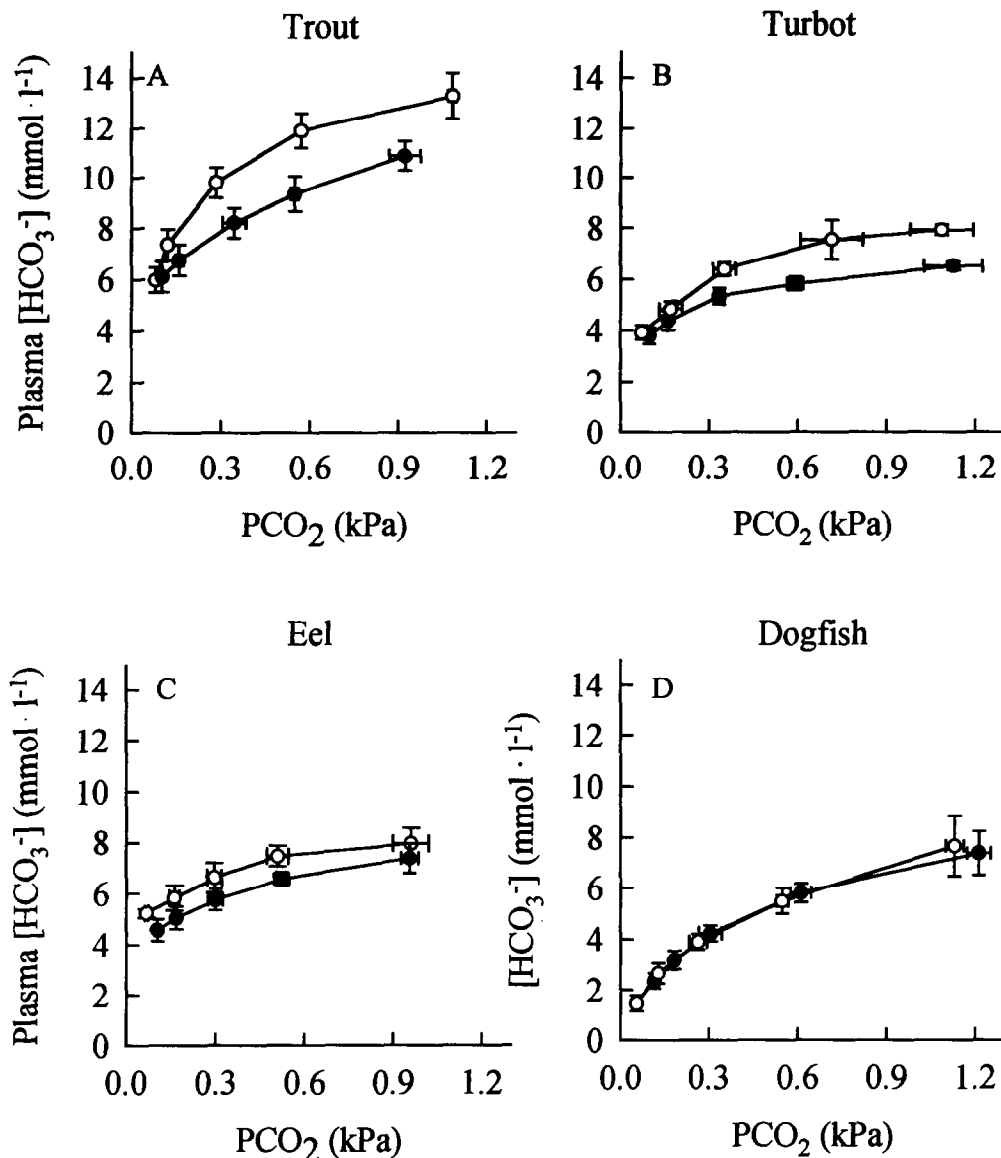 Trout
A
Plasma [HCO₃⁻] (mmol · l⁻¹)
14
12
10
8
6
4
2
0
0.0 0.3 0.6 0.9 1.2
PCO₂ (kPa)
Turbot
B
14
12
10
8
6
4
2
0
0.0 0.3 0.6 0.9 1.2
PCO₂ (kPa)
Eel
C
Plasma [HCO₃⁻] (mmol · l⁻¹)
14
12
10
8
6
4
2
0
0.0 0.3 0.6 0.9 1.2
PCO₂ (kPa)
Dogfish
D
[HCO₃⁻] (mmol · l⁻¹)
14
12
10
8
6
4
2
0
0.0 0.3 0.6 0.9 1.2
PCO₂ (kPa)